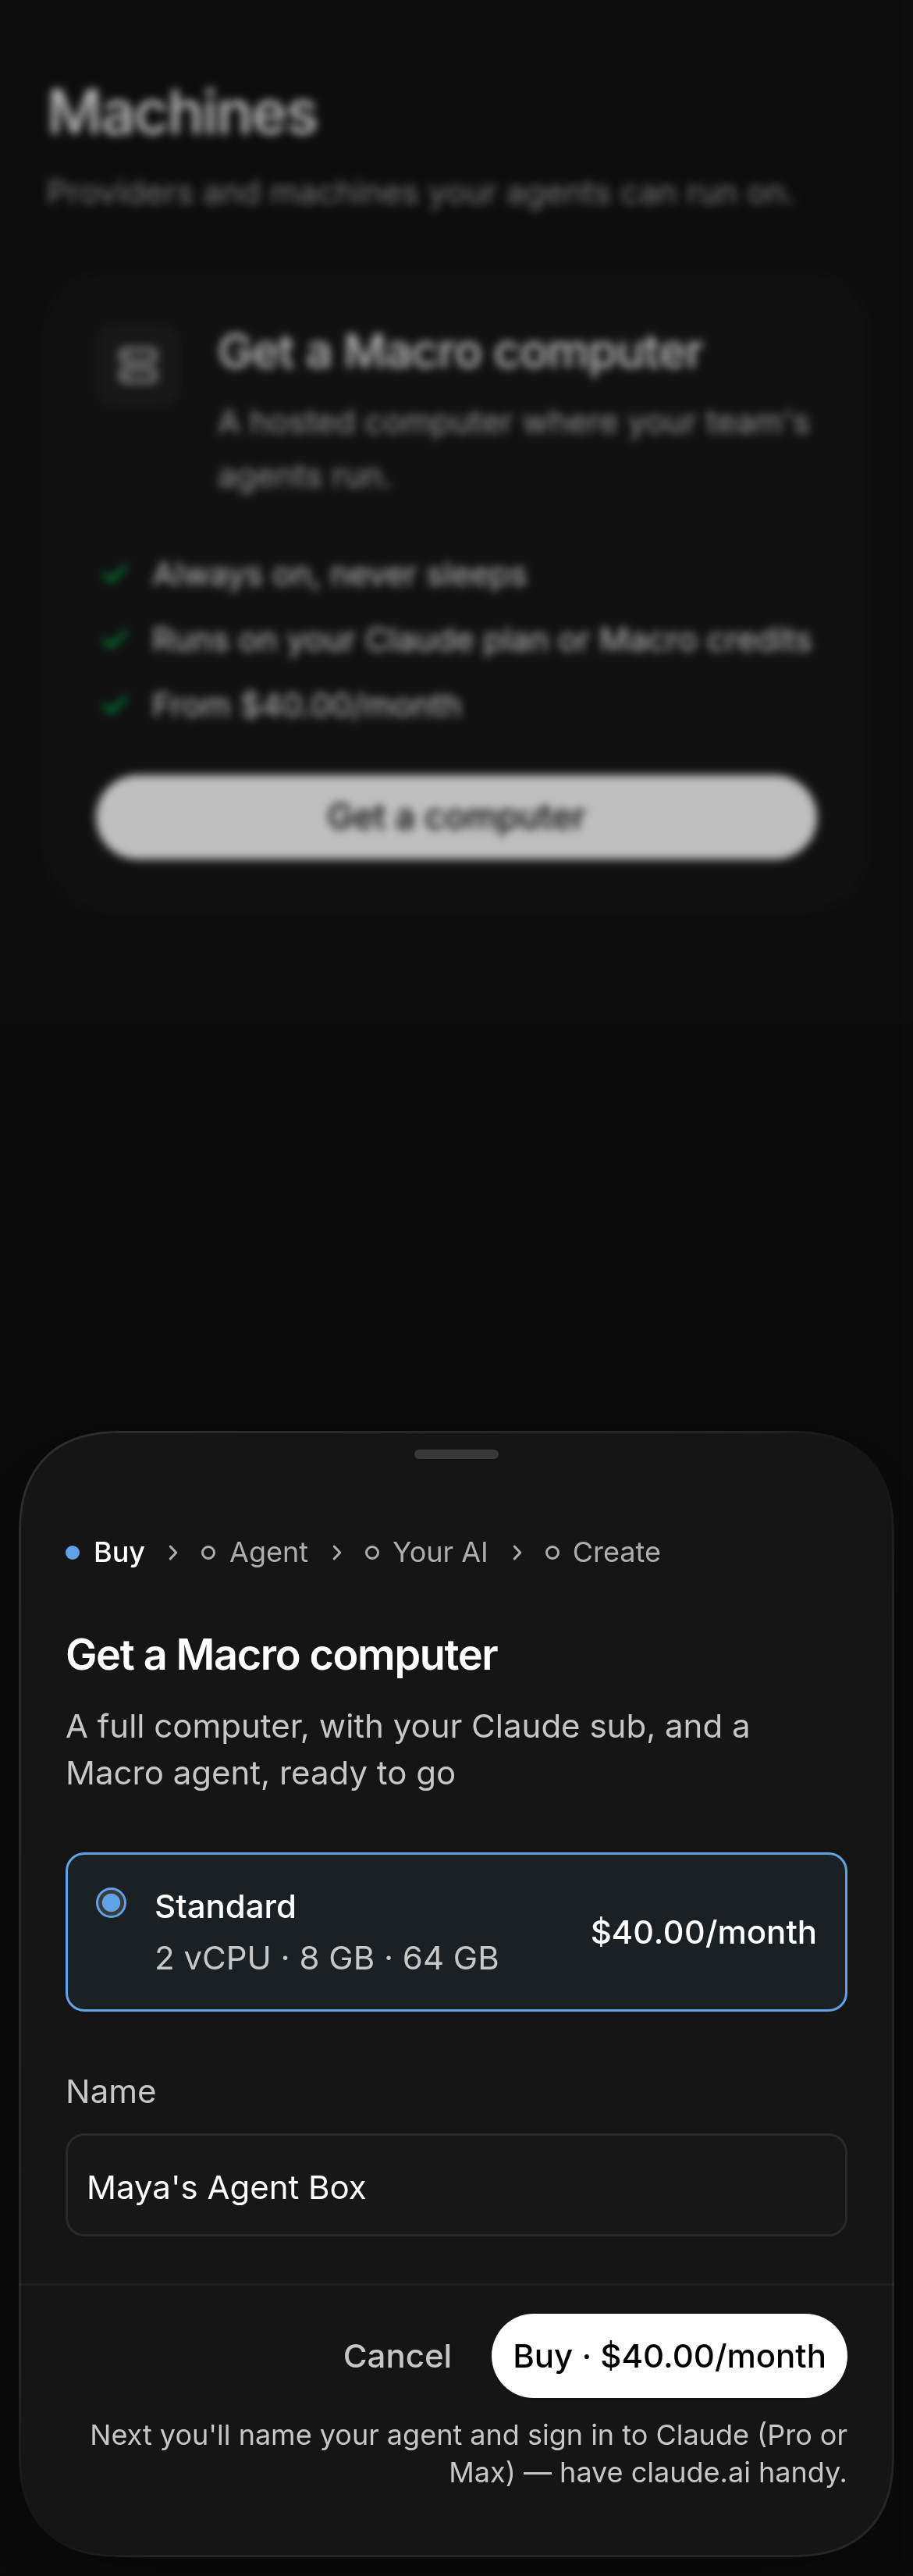 Machines
Providers and machines your agents can run on.
Get a Macro computer
A hosted computer where your team's
agents run.
Always on, never sleeps
Runs on your Claude plan or Macro credits
From $40.00/month
Get a computer
Buy > Agent > Your AI > Create
Get a Macro computer
A full computer, with your Claude sub, and a
Macro agent, ready to go
Standard
2 vCPU · 8 GB · 64 GB
$40.00/month
Name
Maya's Agent Box
Cancel
Buy · $40.00/month
Next you'll name your agent and sign in to Claude (Pro or
Max) — have claude.ai handy.